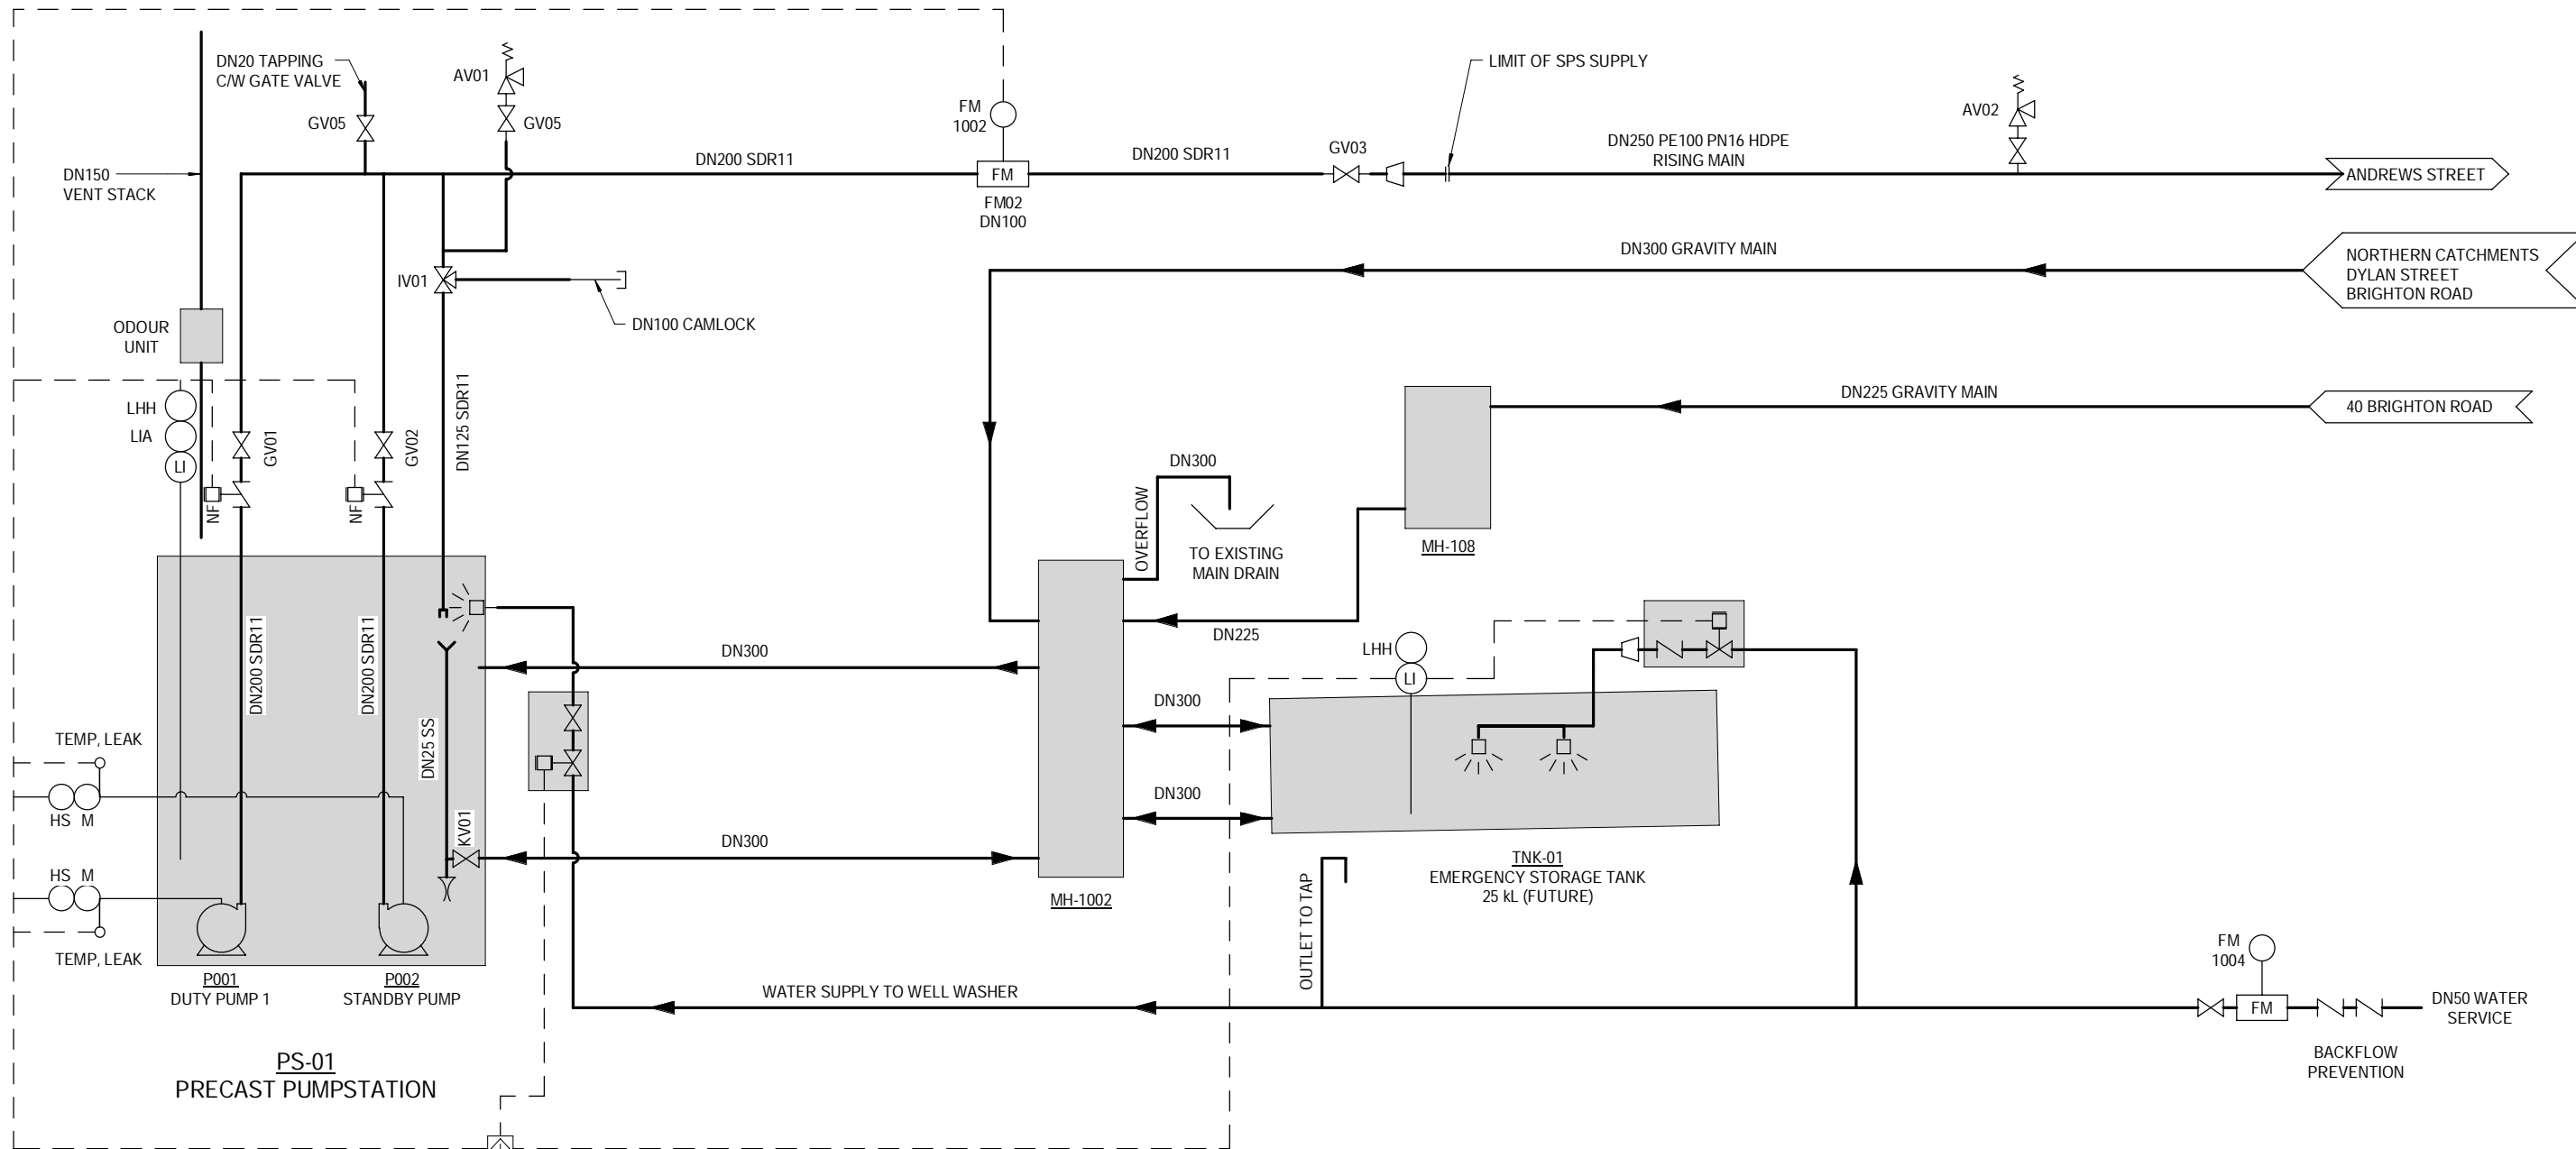 DN20 TAPPING
C/W GATE VALVE
AV01
GV05
GV05
FM
1002
LIMIT OF SPS SUPPLY
AV02
DN150
VENT STACK
DN200 SDR11
FM
FM02
DN100
DN200 SDR11
GV03
DN250 PE100 PN16 HDPE
RISING MAIN
ANDREWS STREET
DN300 GRAVITY MAIN
NORTHERN CATCHMENTS
DYLAN STREET
BRIGHTON ROAD
IV01
DN100 CAMLOCK
ODOUR
UNIT
LHH
LIA
LI
GV01
GV02
DN125 SDR11
NF
NF
DN225 GRAVITY MAIN
40 BRIGHTON ROAD
MH-108
DN300
OVERFLOW
TO EXISTING
MAIN DRAIN
DN225
DN200 SDR11
DN200 SDR11
DN25 SS
KV01
DN300
DN300
DN300
DN300
LHH
LI
TEMP, LEAK
HS M
HS M
TEMP, LEAK
P001
DUTY PUMP 1
P002
STANDBY PUMP
MH-1002
TNK-01
EMERGENCY STORAGE TANK
25 kL (FUTURE)
OUTLET TO TAP
WATER SUPPLY TO WELL WASHER
FM
1004
FM
DN50 WATER
SERVICE
BACKFLOW
PREVENTION
PS-01
PRECAST PUMPSTATION